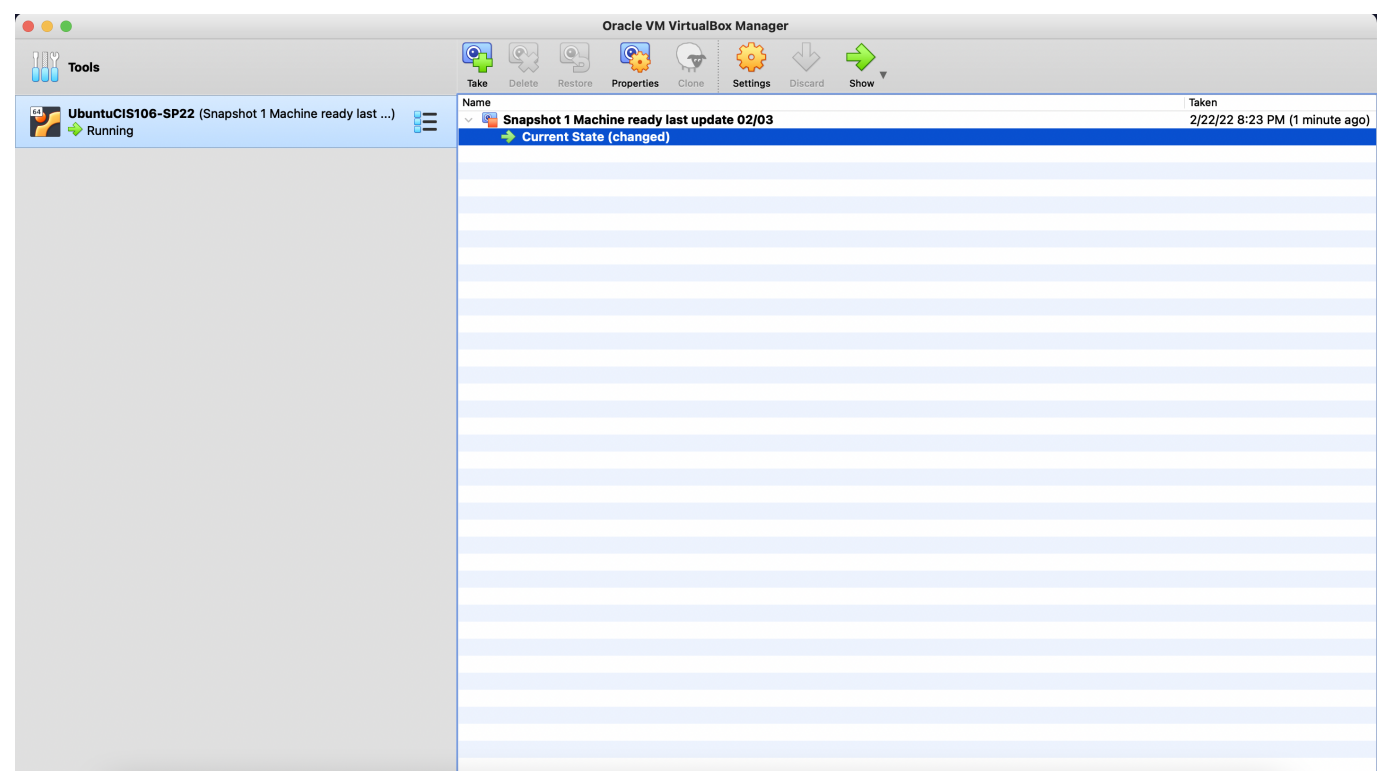 Oracle VM VirtualBox Manager
Tools
Take Delete Restore Properties Clone Settings Discard Show
64
UbuntuCIS106-SP22 (Snapshot 1 Machine ready last ...)
Running
Name Taken
Snapshot 1 Machine ready last update 02/03 2/22/22 8:23 PM (1 minute ago)
Current State (changed)